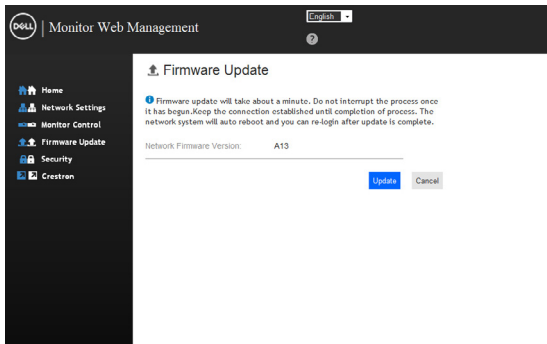 DELL | Monitor Web Management
English
?
Home
Network Settings
Monitor Control
Firmware Update
Security
Crestron
Firmware Update
Firmware update will take about a minute. Do not interrupt the process once
it has begun.Keep the connection established until completion of process. The
network system will auto reboot and you can re-login after update is complete.
Network Firmware Version: A13
Update Cancel